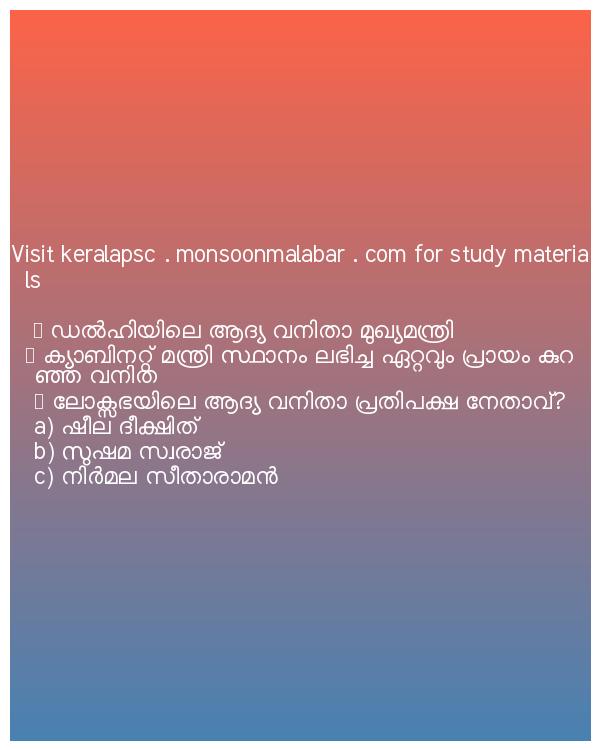 Visit keralapsc . monsoonmalabar . com for study materia
ls
▯ ഡൽഹിയിലെ ആദ്യ വനിതാ മുഖ്യമന്ത്രി
▯ ക്യാബിനറ്റ് മന്ത്രി സ്ഥാനം ലഭിച്ച ഏറ്റവും പ്രായം കുറ
ഞ്ഞ വനിത
▯ ലോക്സഭയിലെ ആദ്യ വനിതാ പ്രതിപക്ഷ നേതാവ്?
a) ഷീല ദീക്ഷിത്
b) സുഷമ സ്വരാജ്
c) നിർമല സീതാരാമൻ